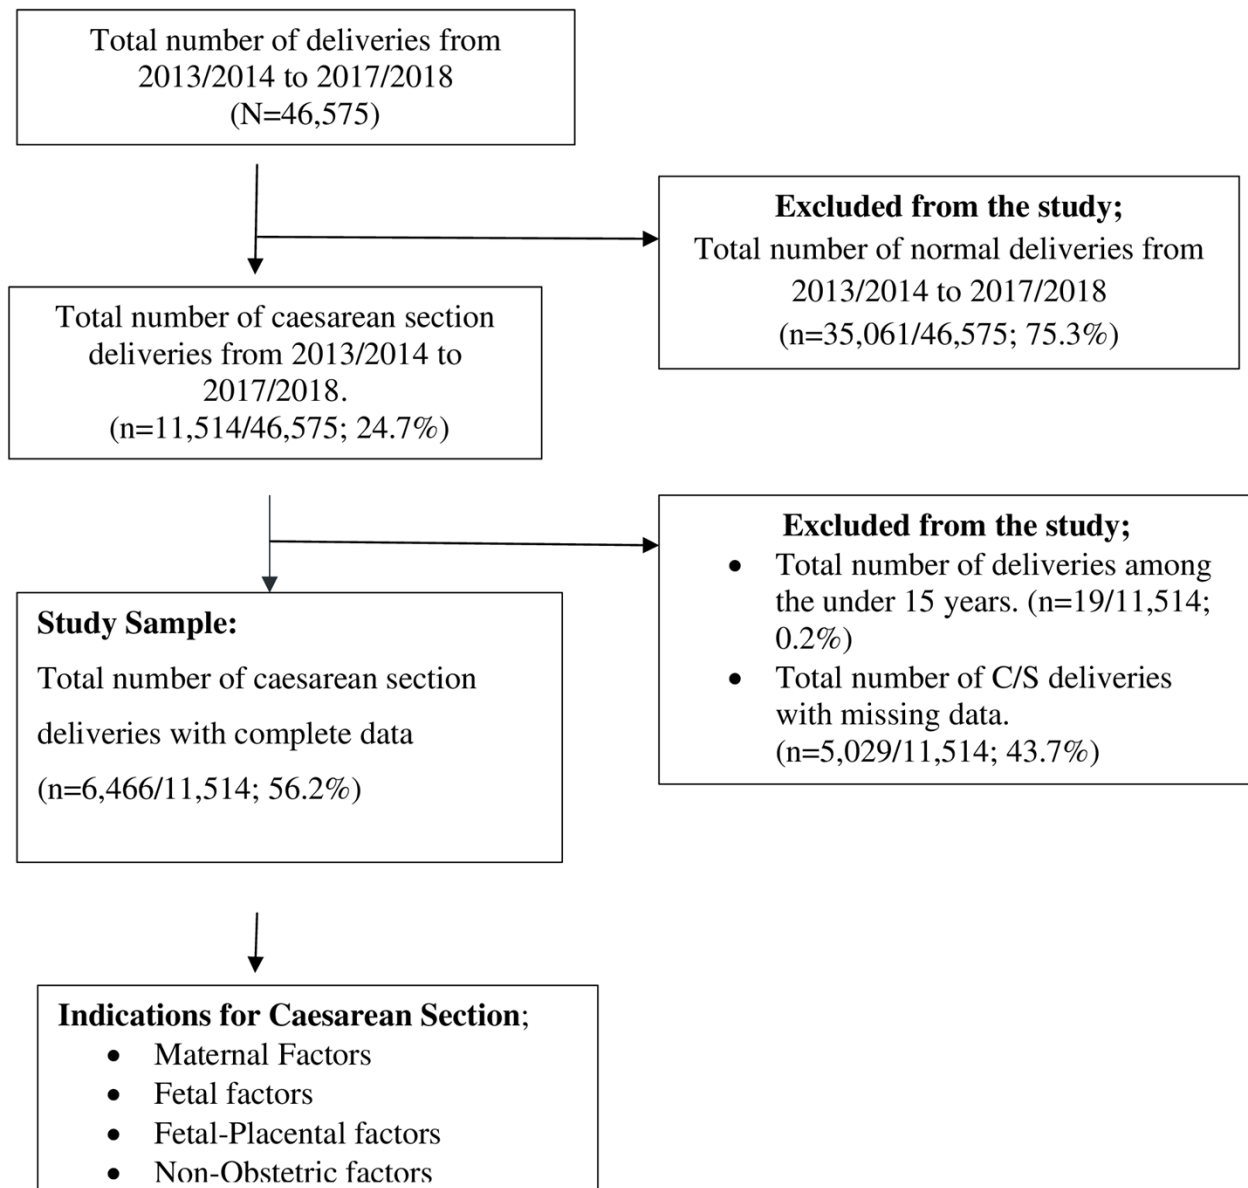 Total number of deliveries from
2013/2014 to 2017/2018
(N=46,575)
Excluded from the study;
Total number of normal deliveries from
2013/2014 to 2017/2018
(n=35,061/46,575; 75.3%)
Total number of caesarean section
deliveries from 2013/2014 to
2017/2018.
(n=11,514/46,575; 24.7%)
Excluded from the study;
• Total number of deliveries among
the under 15 years. (n=19/11,514;
0.2%)
• Total number of C/S deliveries
with missing data.
(n=5,029/11,514; 43.7%)
Study Sample:
Total number of caesarean section
deliveries with complete data
(n=6,466/11,514; 56.2%)
Indications for Caesarean Section;
• Maternal Factors
• Fetal factors
• Fetal-Placental factors
• Non-Obstetric factors